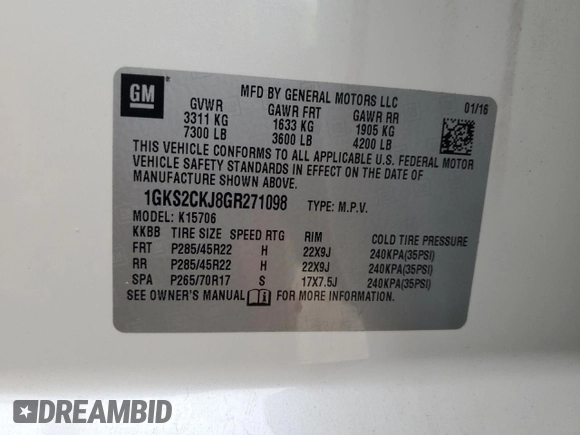 GM
MFD BY GENERAL MOTORS LLC
01/16
GVWR GAWR FRT GAWR RR
3311 KG 1633 KG 1905 KG
7300 LB 3600 LB 4200 LB
THIS VEHICLE CONFORMS TO ALL APPLICABLE U.S. FEDERAL MOTOR
VEHICLE SAFETY STANDARDS IN EFFECT ON THE DATE OF
MANUFACTURE SHOWN ABOVE.
1GKS2CKJ8GR271098 TYPE: M.P.V.
MODEL: K15706
KKBB TIRE SIZE SPEED RTG RIM COLD TIRE PRESSURE
FRT P285/45R22 H 22X9J 240KPA(35PSI)
RR P285/45R22 H 22X9J 240KPA(35PSI)
SPA P265/70R17 S 17X7.5J 240KPA(35PSI)
SEE OWNER'S MANUAL FOR MORE INFORMATION.
DREAMBID